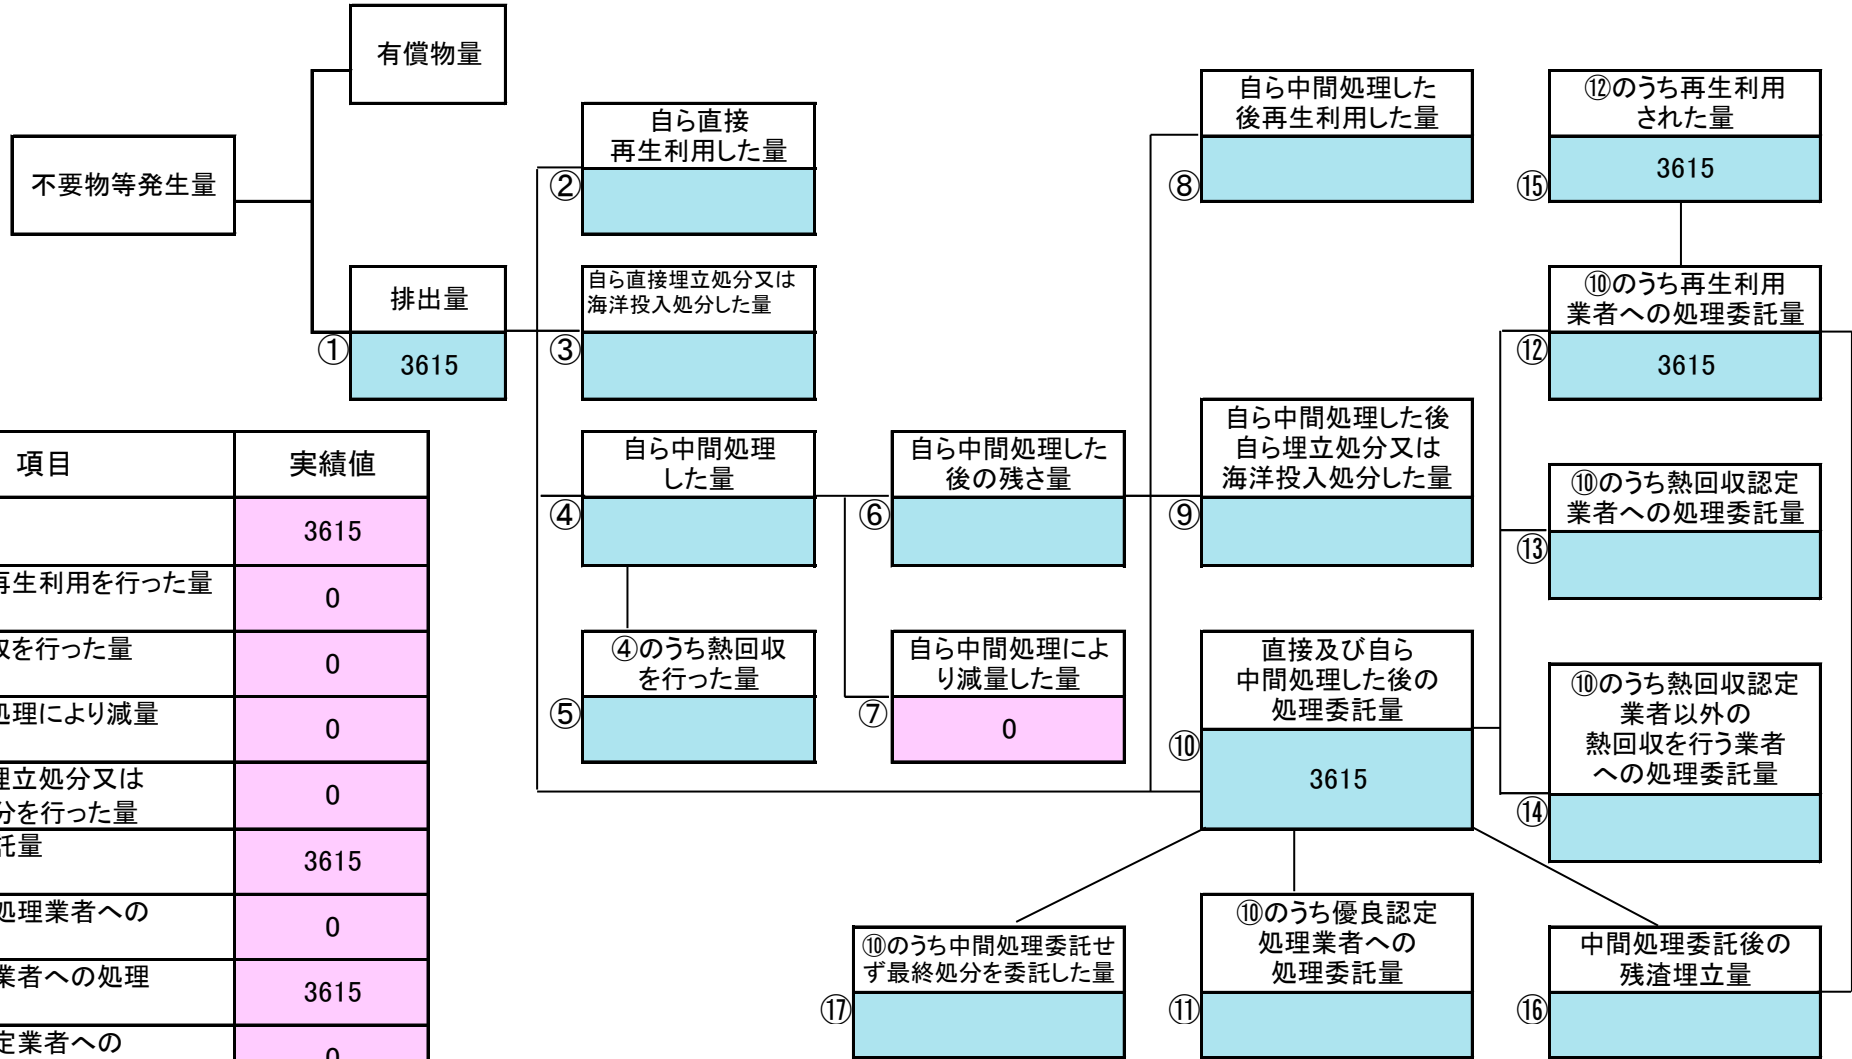 有償物量
不要物等発生量
排出量
①
3615
自ら直接
再生利用した量
②
自ら直接埋立処分又は
海洋投入処分した量
③
自ら中間処理
した量
④
④のうち熱回収
を行った量
⑤
自ら中間処理した
後の残さ量
⑥
自ら中間処理によ
り減量した量
⑦
0
自ら中間処理した
後再生利用した量
⑧
自ら中間処理した後
自ら埋立処分又は
海洋投入処分した量
⑨
直接及び自ら
中間処理した後の
処理委託量
⑩
3615
⑫のうち再生利用
された量
⑮
3615
⑩のうち再生利用
業者への処理委託量
⑫
3615
⑩のうち熱回収認定
業者への処理委託量
⑬
⑩のうち熱回収認定
業者以外の
熱回収を行う業者
への処理委託量
⑭
⑩のうち中間処理委託せ
ず最終処分を委託した量
⑰
⑩のうち優良認定
処理業者への
処理委託量
⑪
中間処理委託後の
残渣埋立量
⑯
項目 実績値
3615
再生利用を行った量 0
を行った量 0
処理により減量 0
埋立処分又は
分を行った量 0
託量 3615
処理業者への 0
業者への処理 3615
定業者への 0